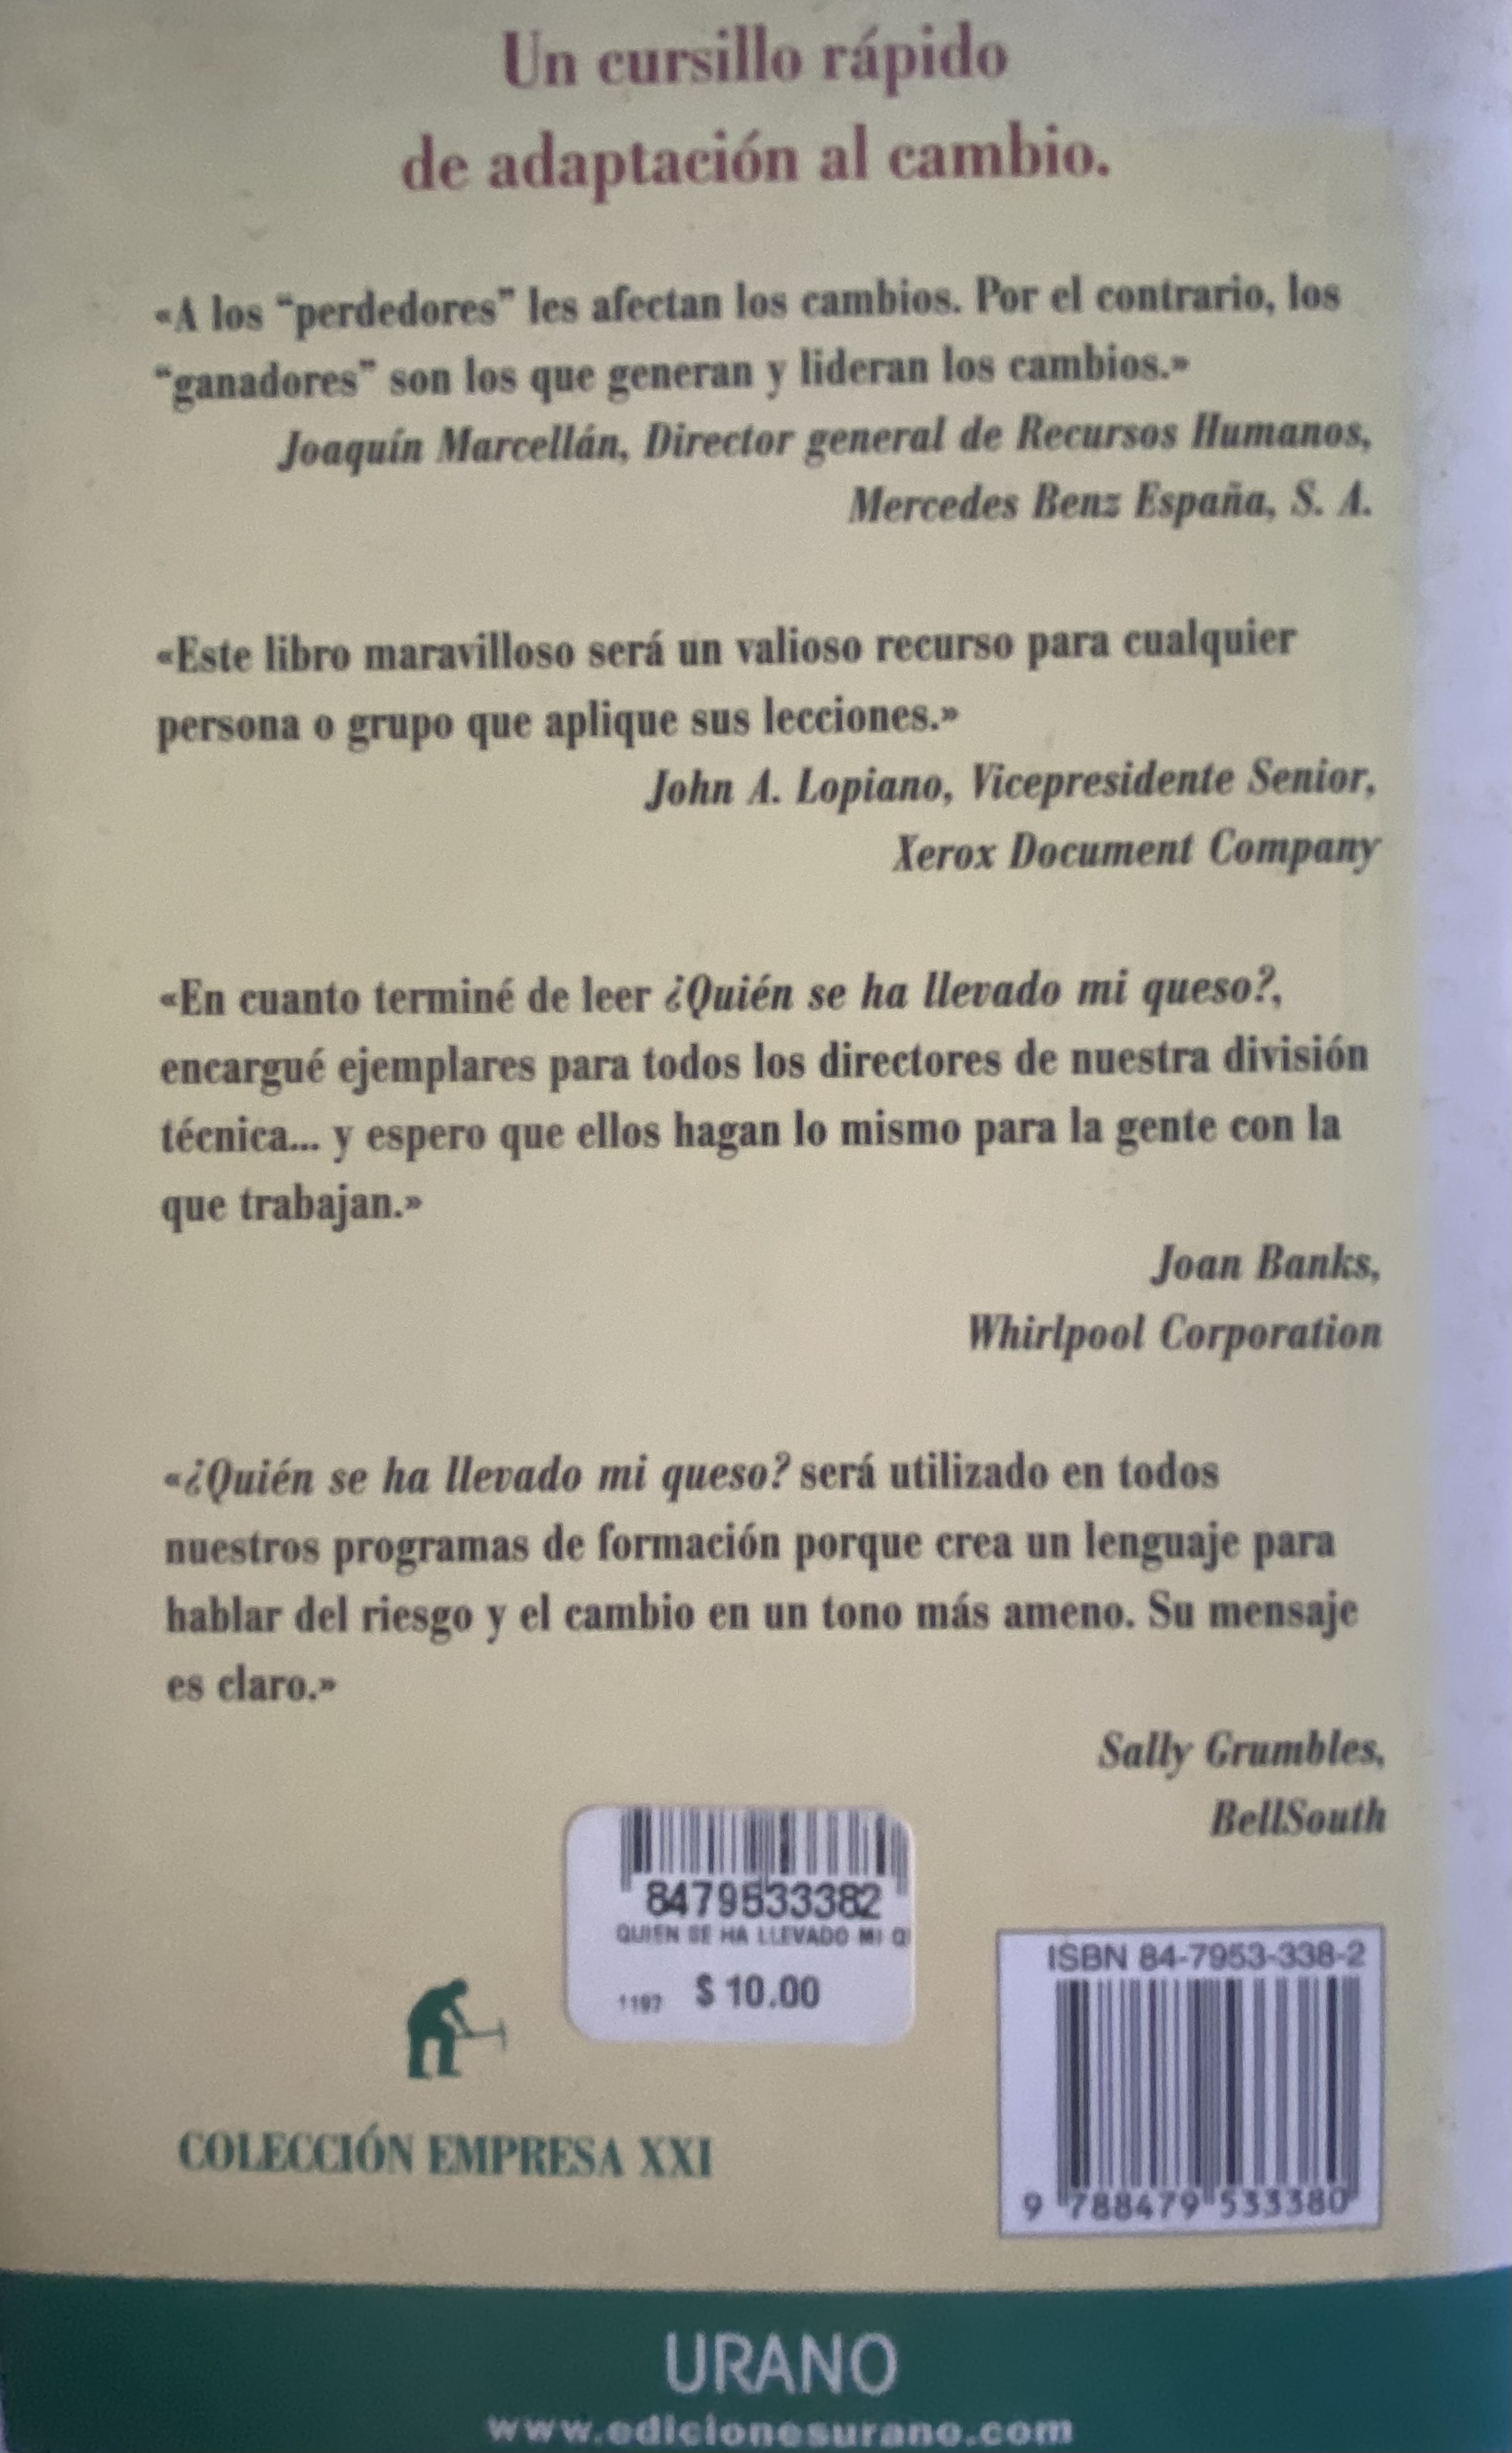 Un cursillo rápido
de adaptación al cambio.
«A los “perdedores” les afectan los cambios. Por el contrario, los
“ganadores” son los que generan y lideran los cambios.»
Joaquín Marcellán, Director general de Recursos Humanos,
Mercedes Benz España, S. A.
«Este libro maravilloso será un valioso recurso para cualquier
persona o grupo que aplique sus lecciones.»
John A. Lopiano, Vicepresidente Senior,
Xerox Document Company
«En cuanto terminé de leer ¿Quién se ha llevado mi queso?,
encargué ejemplares para todos los directores de nuestra división
técnica... y espero que ellos hagan lo mismo para la gente con la
que trabajan.»
Joan Banks,
Whirlpool Corporation
«¿Quién se ha llevado mi queso? será utilizado en todos
nuestros programas de formación porque crea un lenguaje para
hablar del riesgo y el cambio en un tono más ameno. Su mensaje
es claro.»
Sally Grumbles,
BellSouth
8479533382
QUIEN SE HA LLEVADO MI Q
1197 $ 10.00
ISBN 84-7953-338-2
9 788479 533380
COLECCIÓN EMPRESA XXI
URANO
www.edicionesurano.com